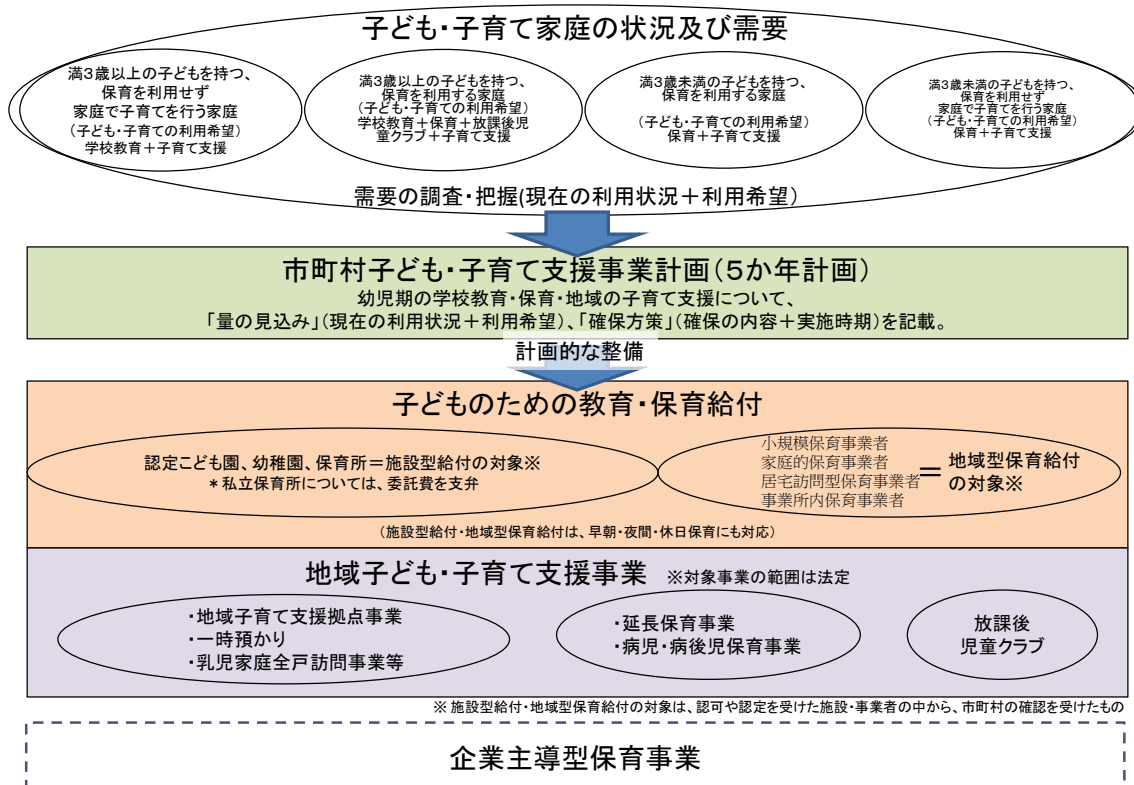 子ども・子育て家庭の状況及び需要
満３歳以上の子どもを持つ、
保育を利用せず
家庭で子育てを行う家庭
(子ども・子育ての利用希望)
学校教育＋子育て支援
満３歳以上の子どもを持つ、
保育を利用する家庭
(子ども・子育ての利用希望)
学校教育＋保育＋放課後児
童クラブ＋子育て支援
満３歳未満の子どもを持つ、
保育を利用する家庭
(子ども・子育ての利用希望)
保育＋子育て支援
満３歳未満の子どもを持つ、
保育を利用せず
家庭で子育てを行う家庭
(子ども・子育ての利用希望)
保育＋子育て支援
需要の調査・把握(現在の利用状況＋利用希望)
市町村子ども・子育て支援事業計画(５か年計画)
幼児期の学校教育・保育・地域の子育て支援について、
「量の見込み」(現在の利用状況＋利用希望)、「確保方策」(確保の内容＋実施時期)を記載。
計画的な整備
子どものための教育・保育給付
認定こども園、幼稚園、保育所＝施設型給付の対象※
＊私立保育所については、委託費を支弁
小規模保育事業者
家庭的保育事業者
居宅訪問型保育事業者
事業所内保育事業者
＝
地域型保育給付
の対象※
(施設型給付・地域型保育給付は、早朝・夜間・休日保育にも対応)
地域子ども・子育て支援事業 ※対象事業の範囲は法定
・地域子育て支援拠点事業
・一時預かり
・乳児家庭全戸訪問事業等
・延長保育事業
・病児・病後児保育事業
放課後
児童クラブ
※ 施設型給付・地域型保育給付の対象は、認可や認定を受けた施設・事業者の中から、市町村の確認を受けたもの
企業主導型保育事業